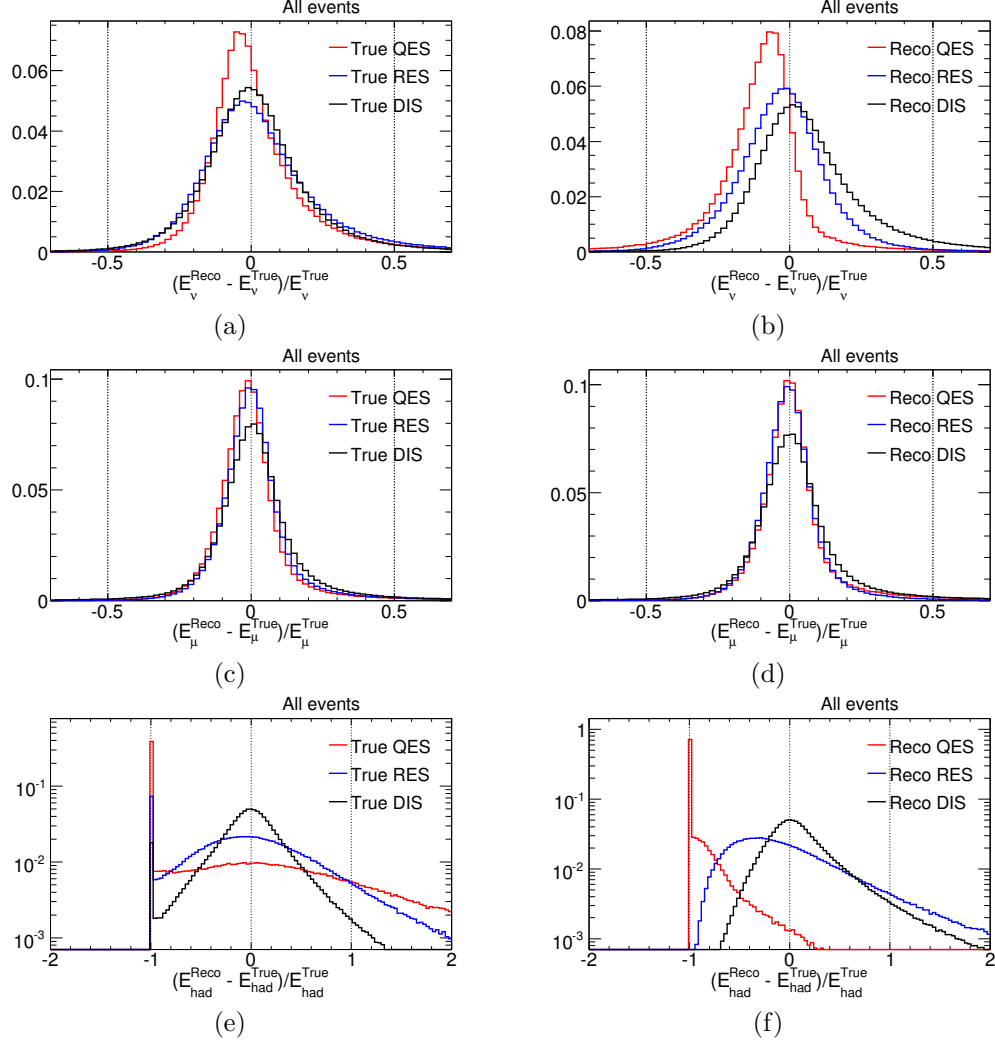 All events
True QES
True RES
True DIS
0.06
0.04
0.02
0
-0.5
0
0.5
(E_ν^Reco - E_ν^True)/E_ν^True
(a)
All events
Reco QES
Reco RES
Reco DIS
0.08
0.06
0.04
0.02
0
-0.5
0
0.5
(E_ν^Reco - E_ν^True)/E_ν^True
(b)
All events
True QES
True RES
True DIS
0.1
0.05
0
-0.5
0
0.5
(E_μ^Reco - E_μ^True)/E_μ^True
(c)
All events
Reco QES
Reco RES
Reco DIS
0.1
0.05
0
-0.5
0
0.5
(E_μ^Reco - E_μ^True)/E_μ^True
(d)
All events
True QES
True RES
True DIS
10^-1
10^-2
10^-3
-2
-1
0
1
2
(E_had^Reco - E_had^True)/E_had^True
(e)
All events
Reco QES
Reco RES
Reco DIS
1
10^-1
10^-2
10^-3
-2
-1
0
1
2
(E_had^Reco - E_had^True)/E_had^True
(f)